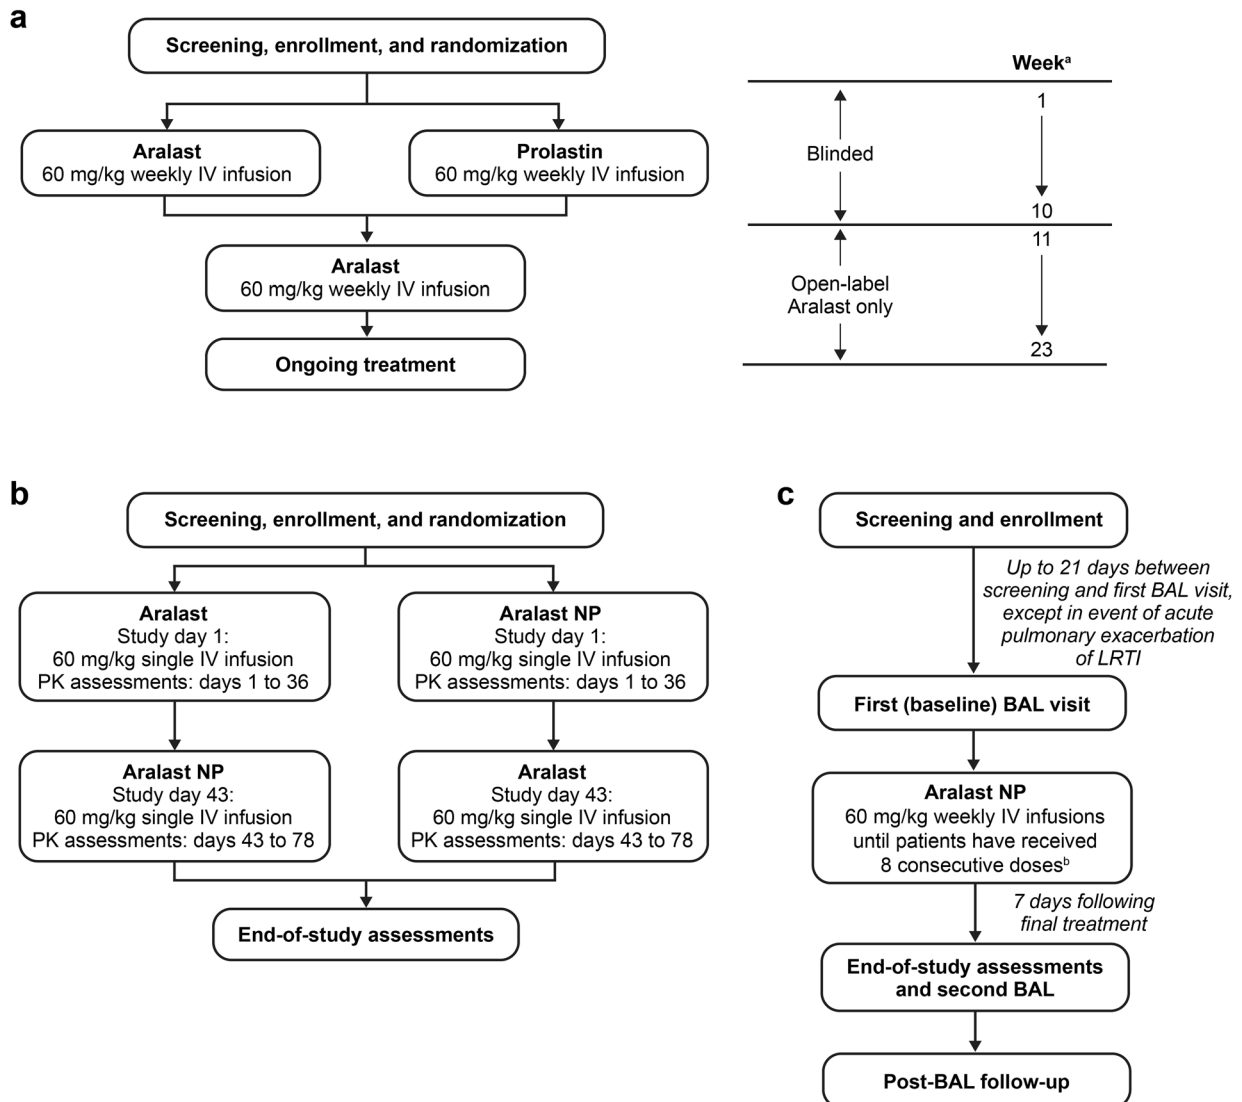 a
Screening, enrollment, and randomization
Aralast
60 mg/kg weekly IV infusion
Prolastin
60 mg/kg weekly IV infusion
Aralast
60 mg/kg weekly IV infusion
Ongoing treatment
Weekᵃ
Blinded
1
10
Open-label
Aralast only
11
23
b
Screening, enrollment, and randomization
Aralast
Study day 1:
60 mg/kg single IV infusion
PK assessments: days 1 to 36
Aralast NP
Study day 1:
60 mg/kg single IV infusion
PK assessments: days 1 to 36
Aralast NP
Study day 43:
60 mg/kg single IV infusion
PK assessments: days 43 to 78
Aralast
Study day 43:
60 mg/kg single IV infusion
PK assessments: days 43 to 78
End-of-study assessments
c
Screening and enrollment
Up to 21 days between
screening and first BAL visit,
except in event of acute
pulmonary exacerbation
of LRTI
First (baseline) BAL visit
Aralast NP
60 mg/kg weekly IV infusions
until patients have received
8 consecutive dosesᵇ
7 days following
final treatment
End-of-study assessments
and second BAL
Post-BAL follow-up